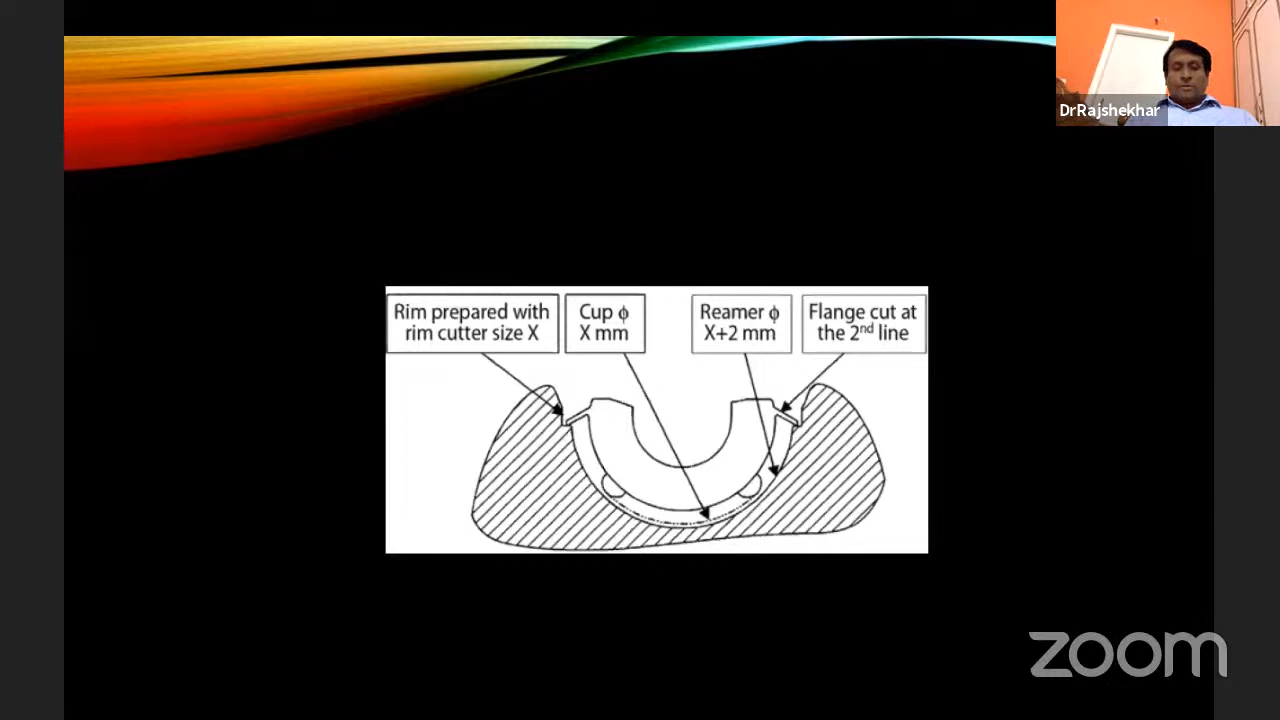 DrRajshekhar
Rim prepared with
rim cutter size X
Cup ϕ
X mm
Reamer ϕ
X+2 mm
Flange cut at
the 2nd line
zoom